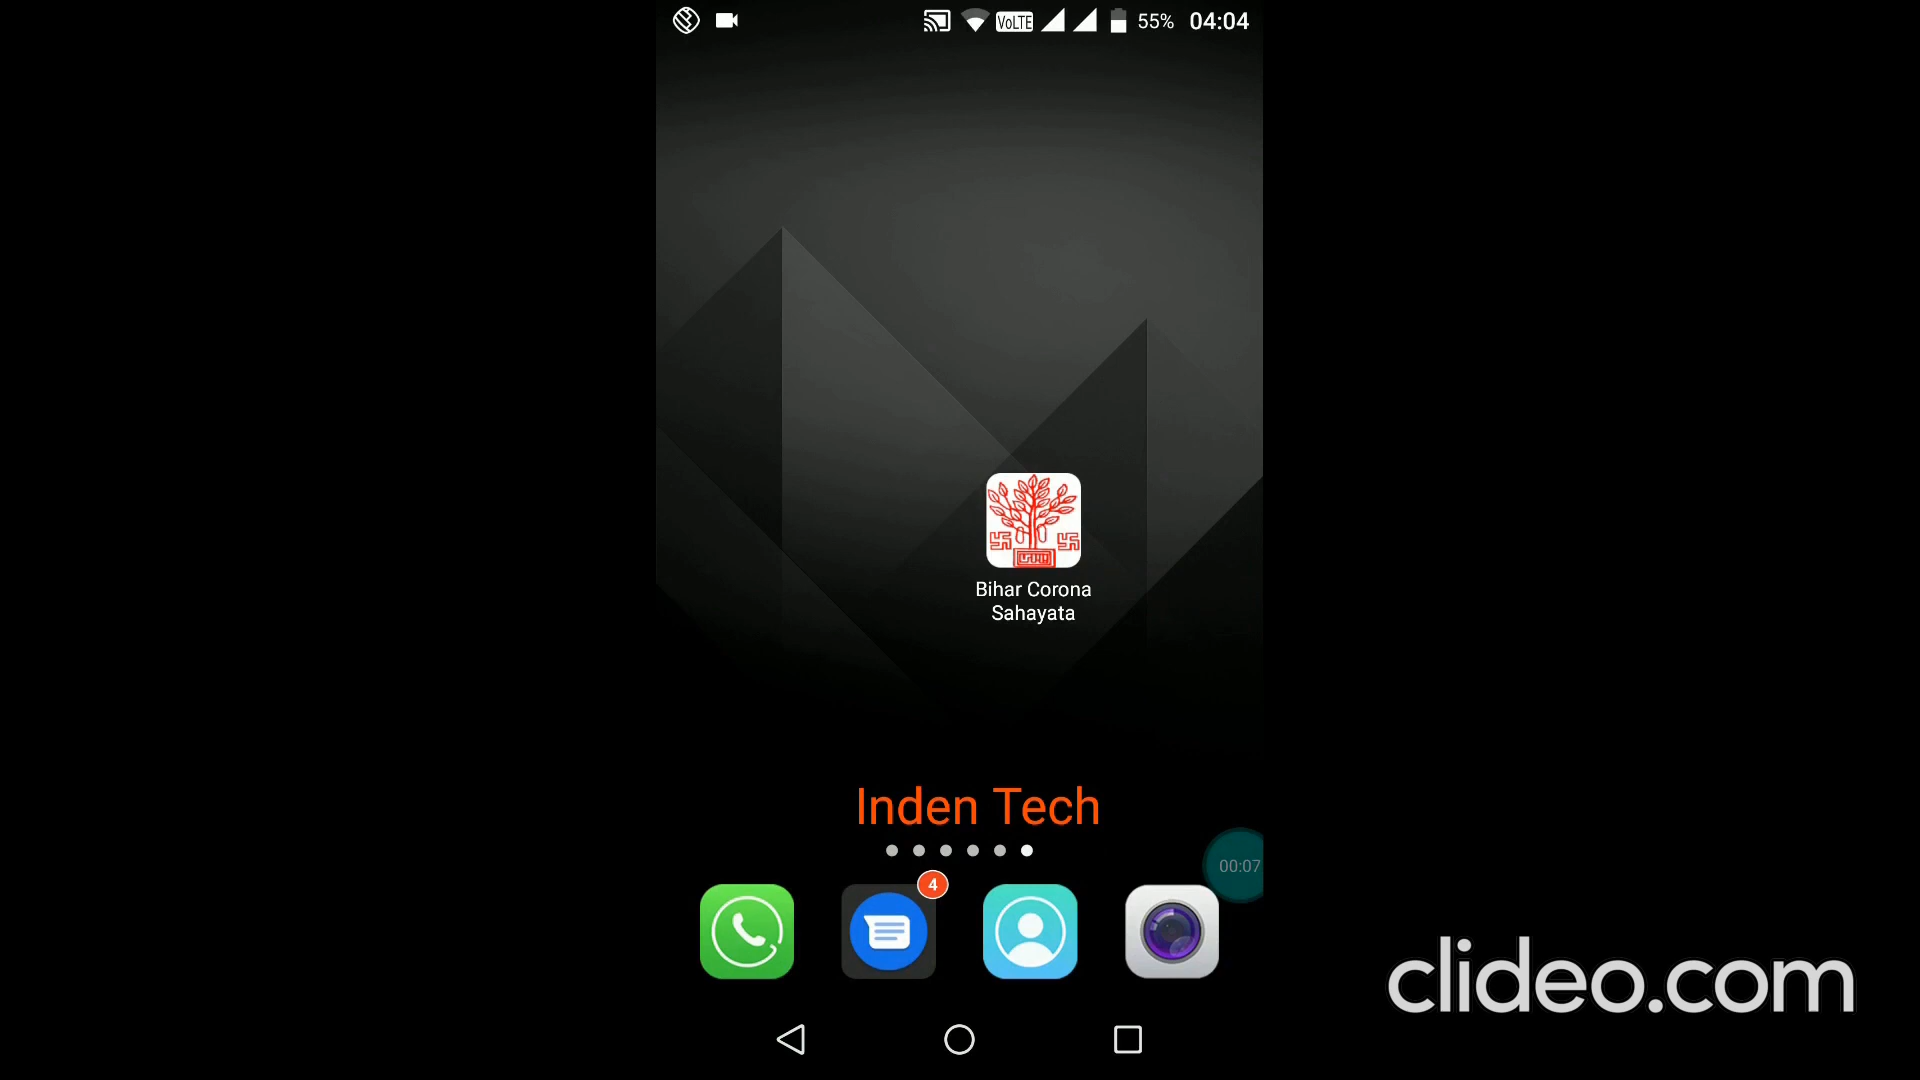 VoLTE 55% 04:04
Bihar Corona
Sahayata
Inden Tech
00:07
4
clideo.com